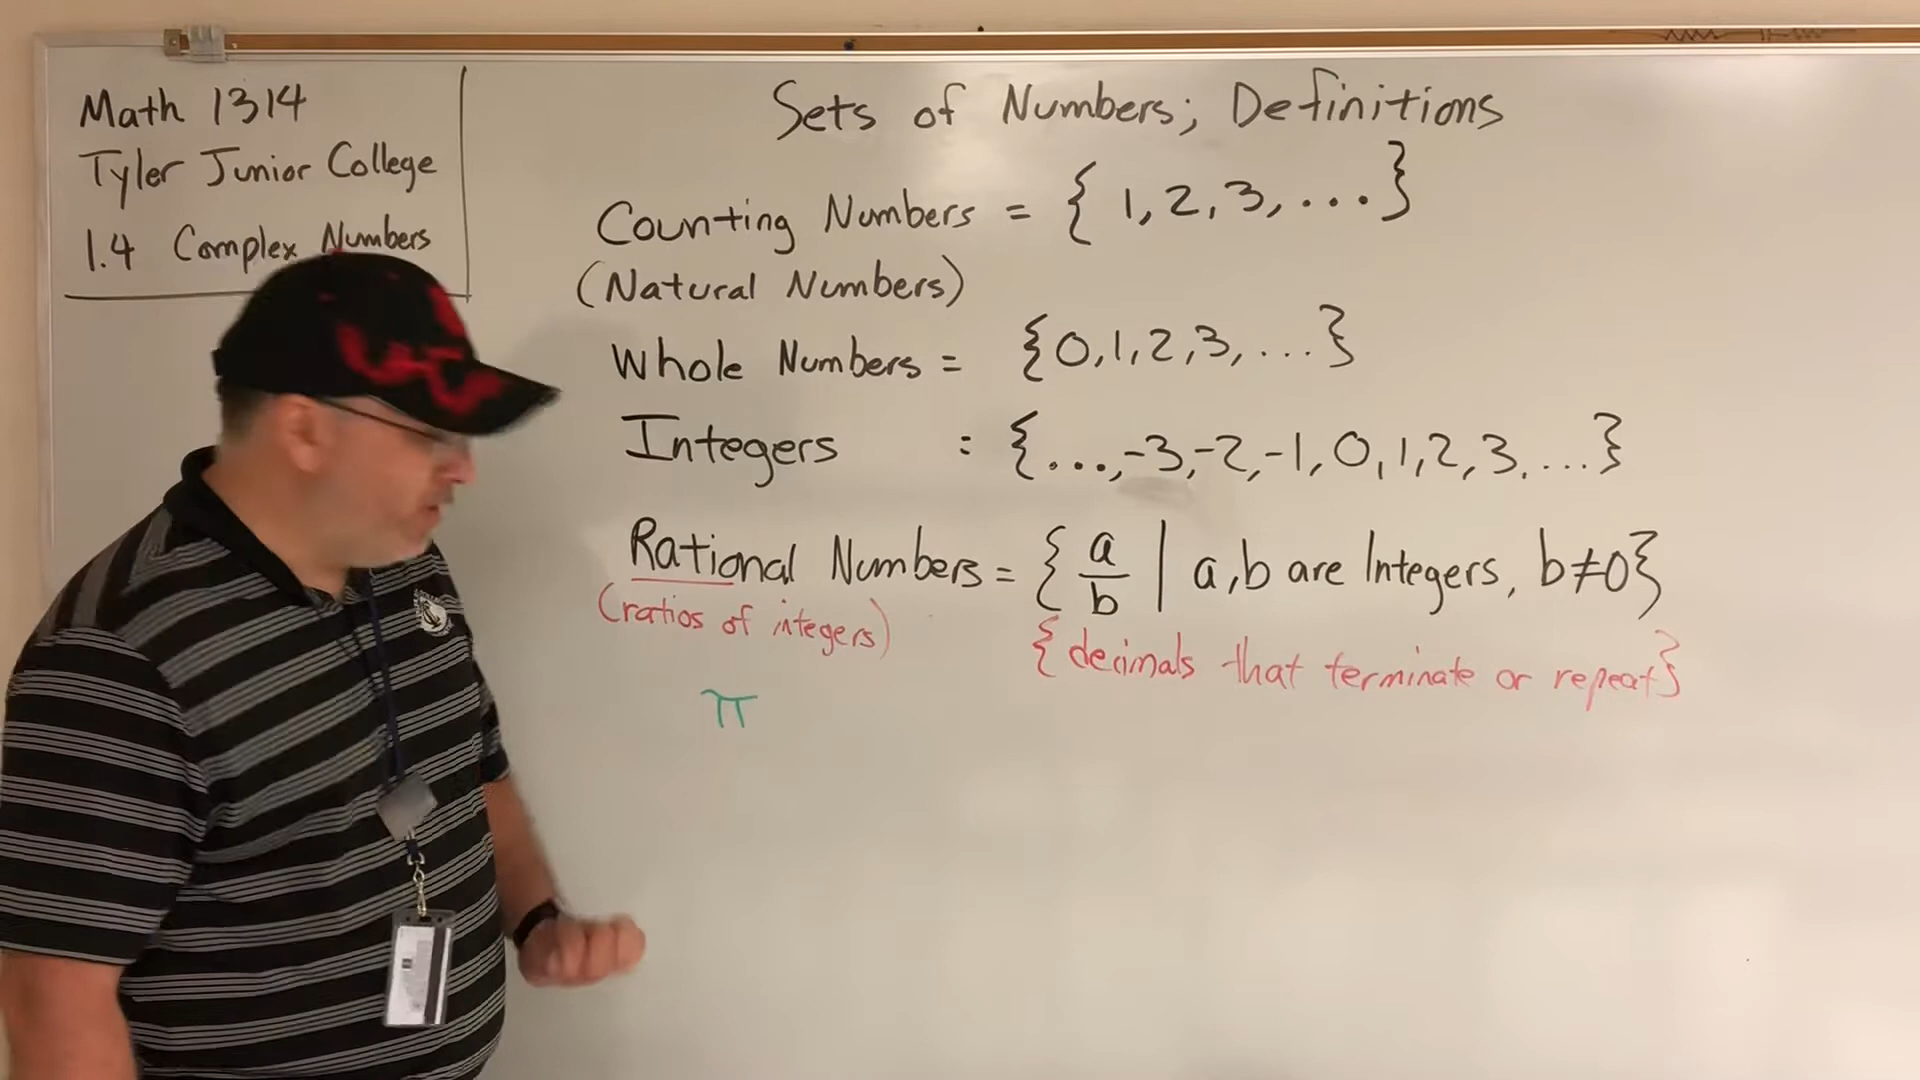 Math 1314
Tyler Junior College
1.4 Complex Numbers
Sets of Numbers; Definitions
Counting Numbers = { 1, 2, 3, ... }
(Natural Numbers)
Whole Numbers = {0, 1, 2, 3, ... }
Integers = {..., -3, -2, -1, 0, 1, 2, 3, ... }
Rational Numbers = { a/b | a, b are Integers, b≠0}
(ratios of integers)
{decimals that terminate or repeat}
π